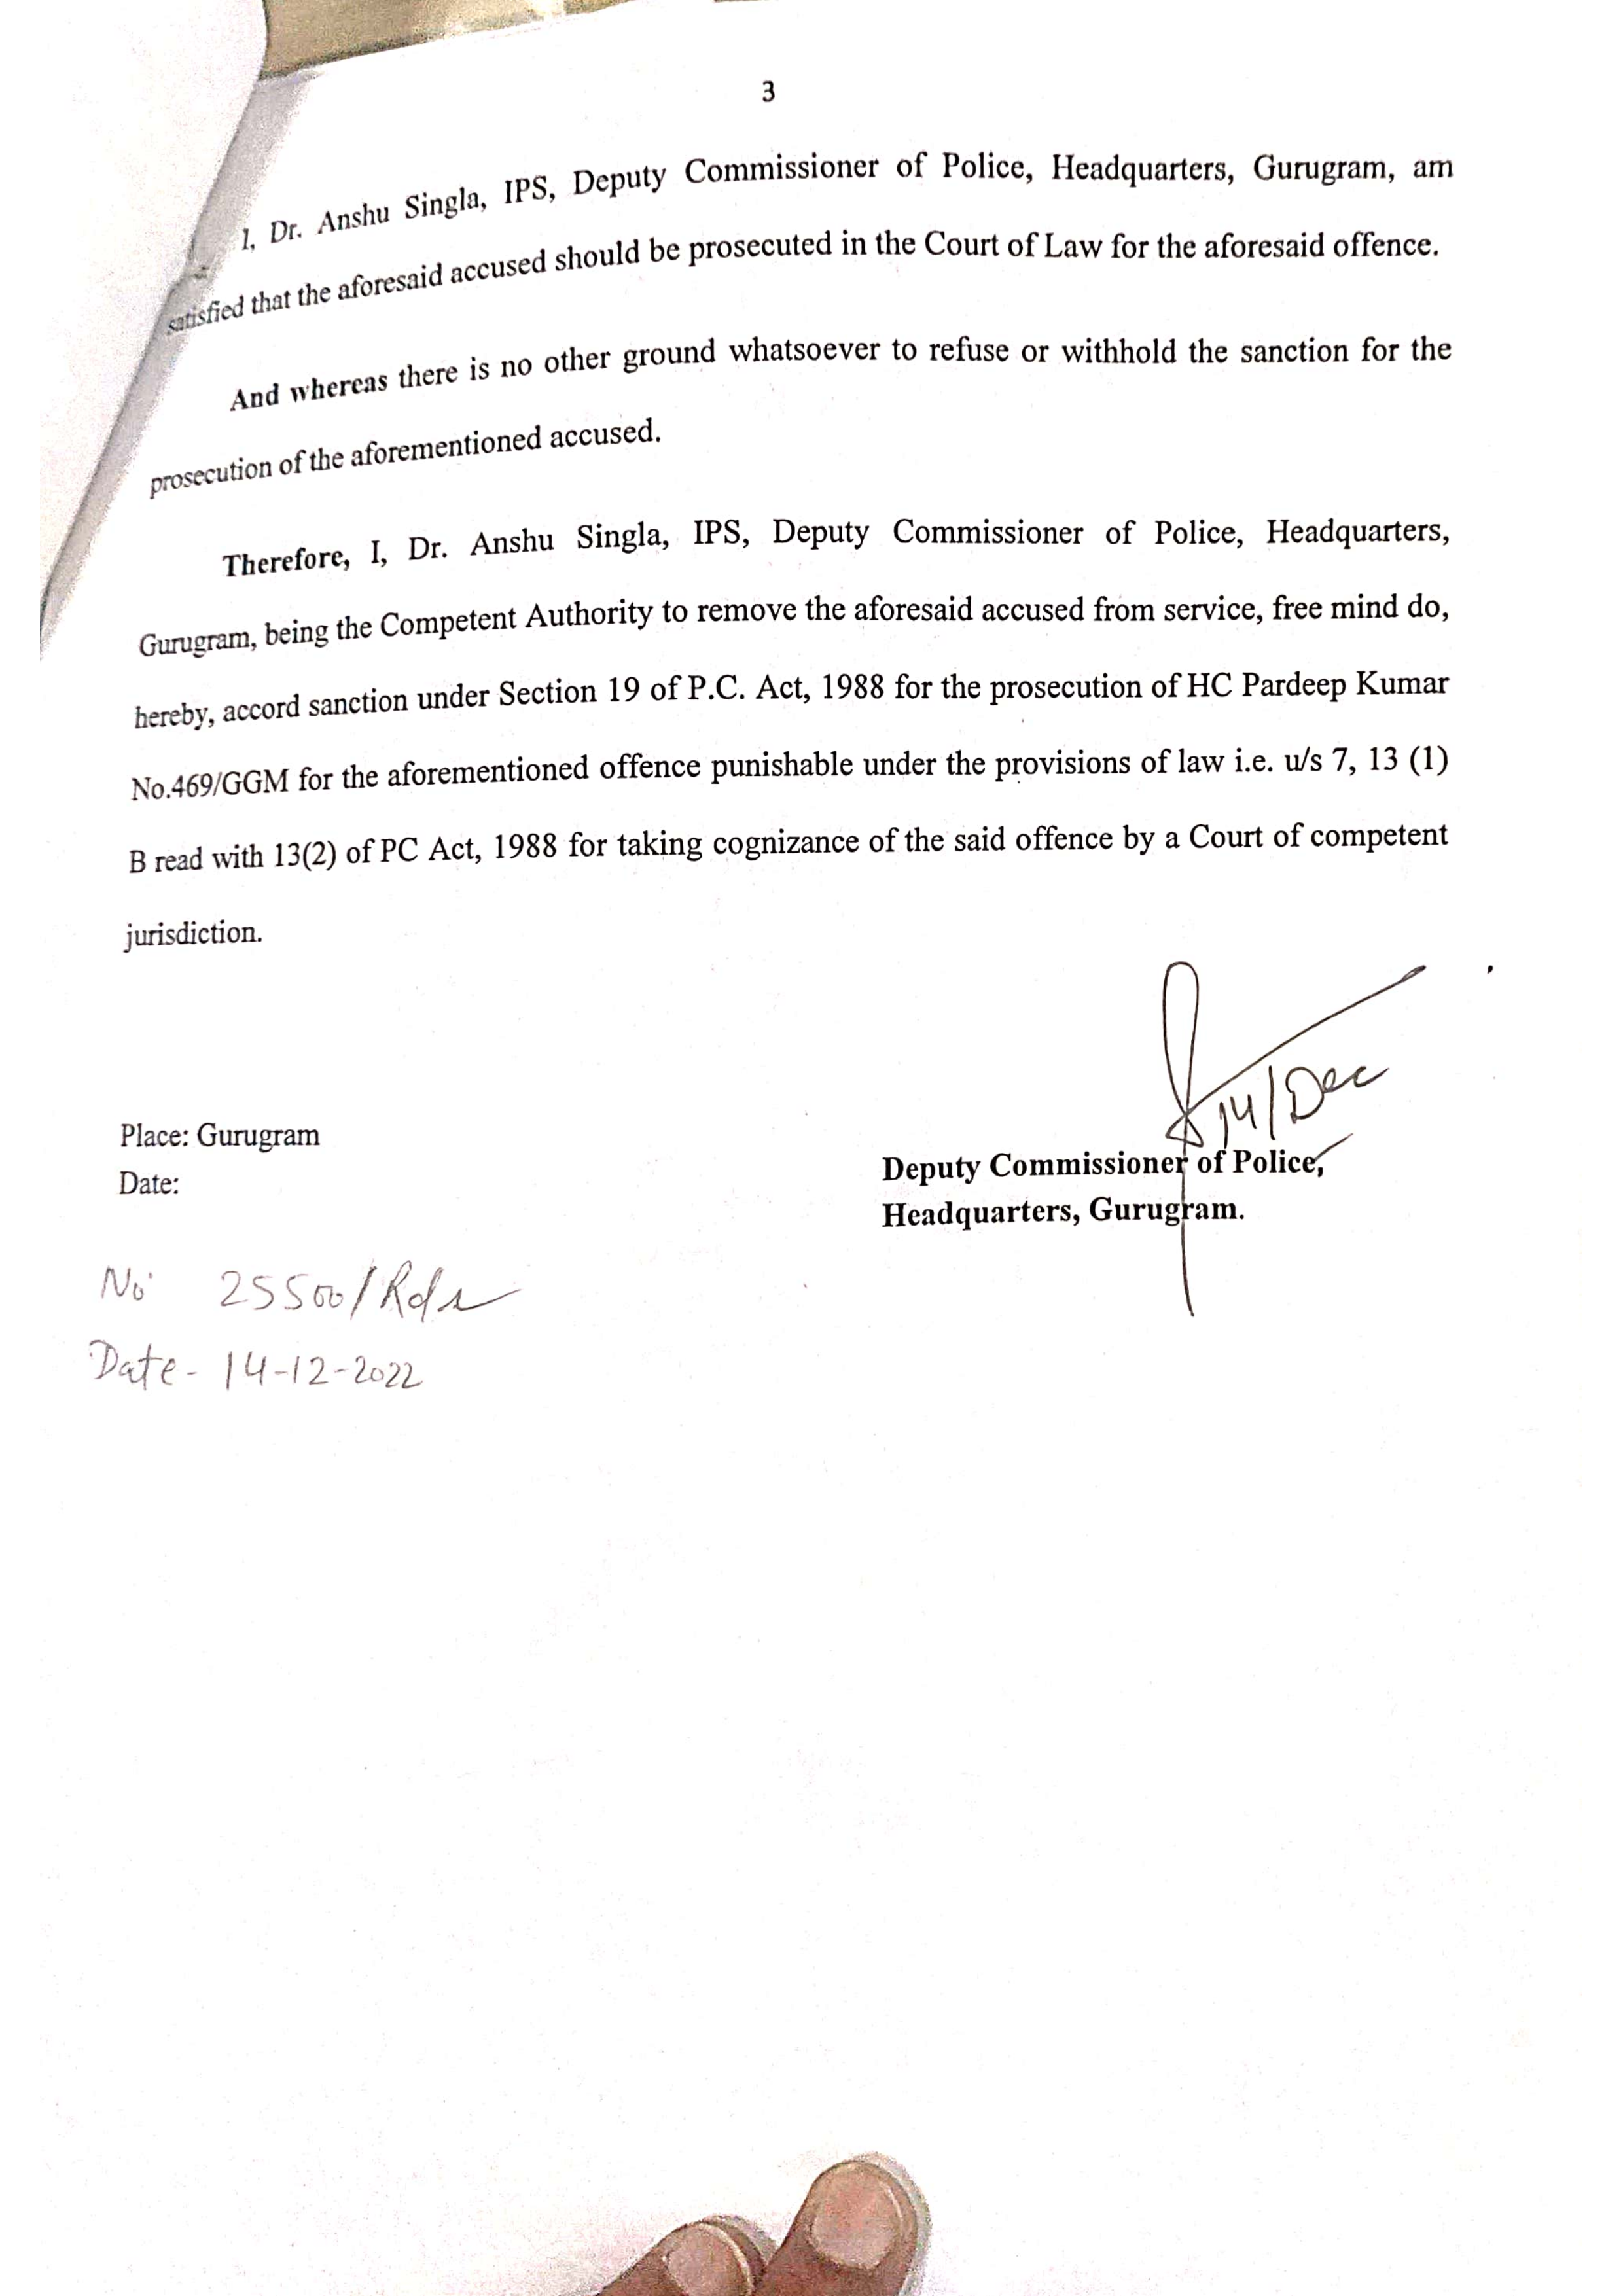 3
I, Dr. Anshu Singla, IPS, Deputy Commissioner of Police, Headquarters, Gurugram, am
satisfied that the aforesaid accused should be prosecuted in the Court of Law for the aforesaid offence.
And whereas there is no other ground whatsoever to refuse or withhold the sanction for the
prosecution of the aforementioned accused.
Therefore, I, Dr. Anshu Singla, IPS, Deputy Commissioner of Police, Headquarters,
Gurugram, being the Competent Authority to remove the aforesaid accused from service, free mind do,
hereby, accord sanction under Section 19 of P.C. Act, 1988 for the prosecution of HC Pardeep Kumar
No.469/GGM for the aforementioned offence punishable under the provisions of law i.e. u/s 7, 13 (1)
B read with 13(2) of PC Act, 1988 for taking cognizance of the said offence by a Court of competent
jurisdiction.
14/Dec
Place: Gurugram
Date:
Deputy Commissioner of Police,
Headquarters, Gurugram.
No 25500/
Date - 14-12-2022